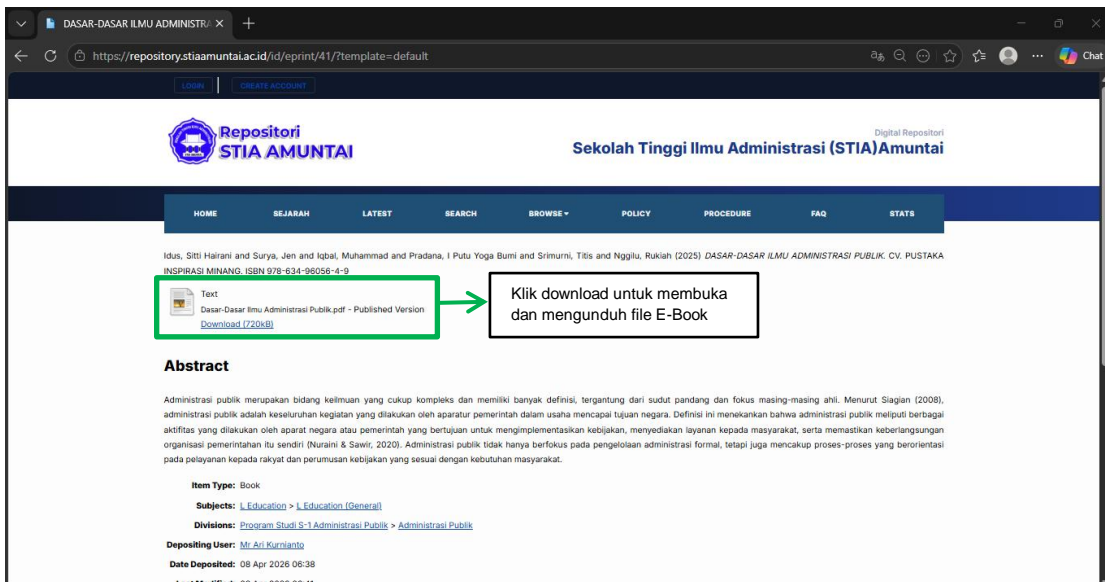 DASAR-DASAR ILMU ADMINISTRA
https://repository.stiaamuntai.ac.id/id/eprint/41/?template=default
Chat
LOGIN
CREATE ACCOUNT
Repositori
STIA AMUNTAI
Digital Repositori
Sekolah Tinggi Ilmu Administrasi (STIA)Amuntai
HOME SEJARAH LATEST SEARCH BROWSE POLICY PROCEDURE FAQ STATS
Idus, Sitti Hairani and Surya, Jen and Iqbal, Muhammad and Pradana, I Putu Yoga Bumi and Srimurni, Titis and Nggilu, Rukiah (2025) DASAR-DASAR ILMU ADMINISTRASI PUBLIK. CV. PUSTAKA
INSPIRASI MINANG. ISBN 978-634-96056-4-9
Text
Dasar-Dasar Ilmu Administrasi Publik.pdf - Published Version
Download (720kB)
Klik download untuk membuka
dan mengunduh file E-Book
Abstract
Administrasi publik merupakan bidang keilmuan yang cukup kompleks dan memiliki banyak definisi, tergantung dari sudut pandang dan fokus masing-masing ahli. Menurut Siagian (2008),
administrasi publik adalah keseluruhan kegiatan yang dilakukan oleh aparatur pemerintah dalam usaha mencapai tujuan negara. Definisi ini menekankan bahwa administrasi publik meliputi berbagai
aktifitas yang dilakukan oleh aparat negara atau pemerintah yang bertujuan untuk mengimplementasikan kebijakan, menyediakan layanan kepada masyarakat, serta memastikan keberlangsungan
organisasi pemerintahan itu sendiri (Nuraini & Sawir, 2020). Administrasi publik tidak hanya berfokus pada pengelolaan administrasi formal, tetapi juga mencakup proses-proses yang berorientasi
pada pelayanan kepada rakyat dan perumusan kebijakan yang sesuai dengan kebutuhan masyarakat.
Item Type: Book
Subjects: L Education > L Education (General)
Divisions: Program Studi S-1 Administrasi Publik > Administrasi Publik
Depositing User: Mr Ari Kurnianto
Date Deposited: 08 Apr 2026 06:38